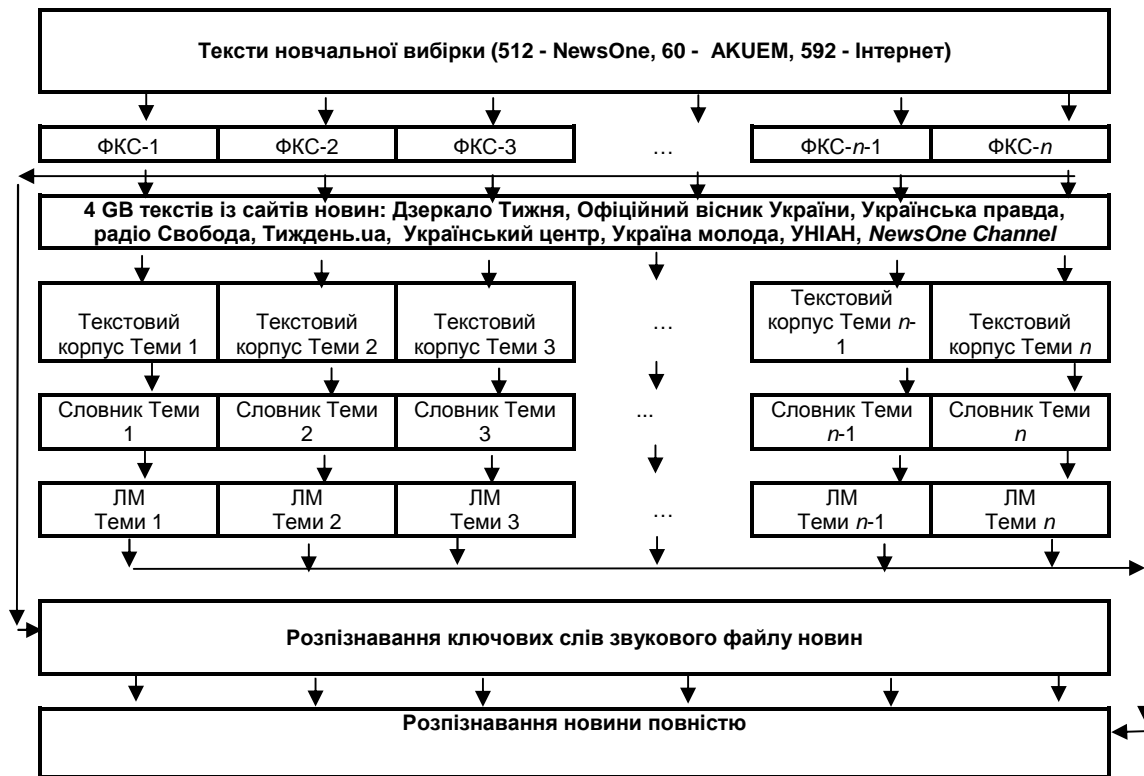 Тексти новчальної вибірки (512 - NewsOne, 60 - AKUEM, 592 - Інтернет)
ФКС-1 ФКС-2 ФКС-3 … ФКС-n-1 ФКС-n
4 GB текстів із сайтів новин: Дзеркало Тижня, Офіційний вісник України, Українська правда,
радіо Свобода, Тиждень.ua, Український центр, Україна молода, УНІАН, NewsOne Channel
Текстовий
корпус Теми 1
Текстовий
корпус Теми 2
Текстовий
корпус Теми 3
…
Текстовий
корпус Теми n-
1
Текстовий
корпус Теми n
Словник Теми
1
Словник Теми
2
Словник Теми
3
...
Словник Теми
n-1
Словник Теми
n
ЛМ
Теми 1
ЛМ
Теми 2
ЛМ
Теми 3
…
ЛМ
Теми n-1
ЛМ
Теми n
Розпізнавання ключових слів звукового файлу новин
Розпізнавання новини повністю